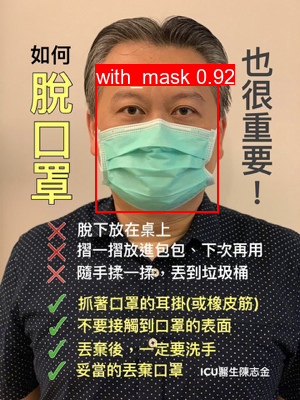 如何
脫口罩
也很重要！
with_mask 0.92
脫下放在桌上
摺一摺放進包包、下次再用
隨手揉一揉，丟到垃圾桶
抓著口罩的耳掛(或橡皮筋)
不要接觸到口罩的表面
丟棄後，一定要洗手
妥當的丟棄口罩
ICU醫生陳志金